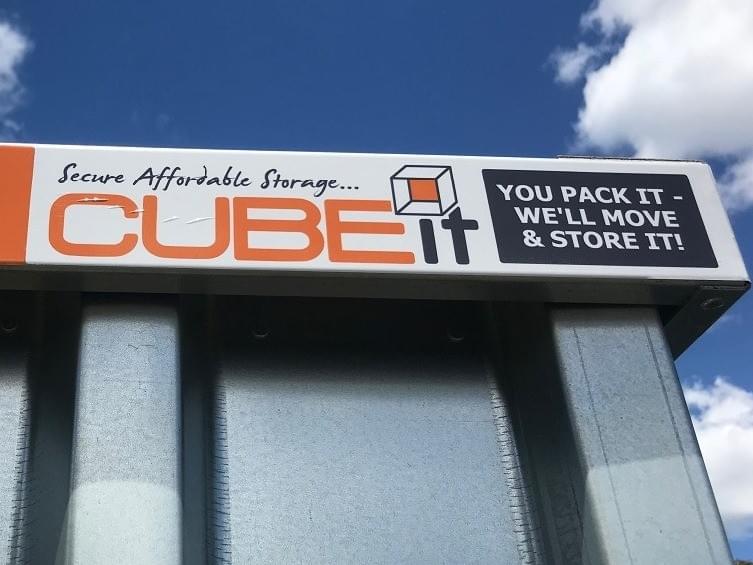 Secure Affordable Storage...
CUBEit
YOU PACK IT -
WE'LL MOVE
& STORE IT!